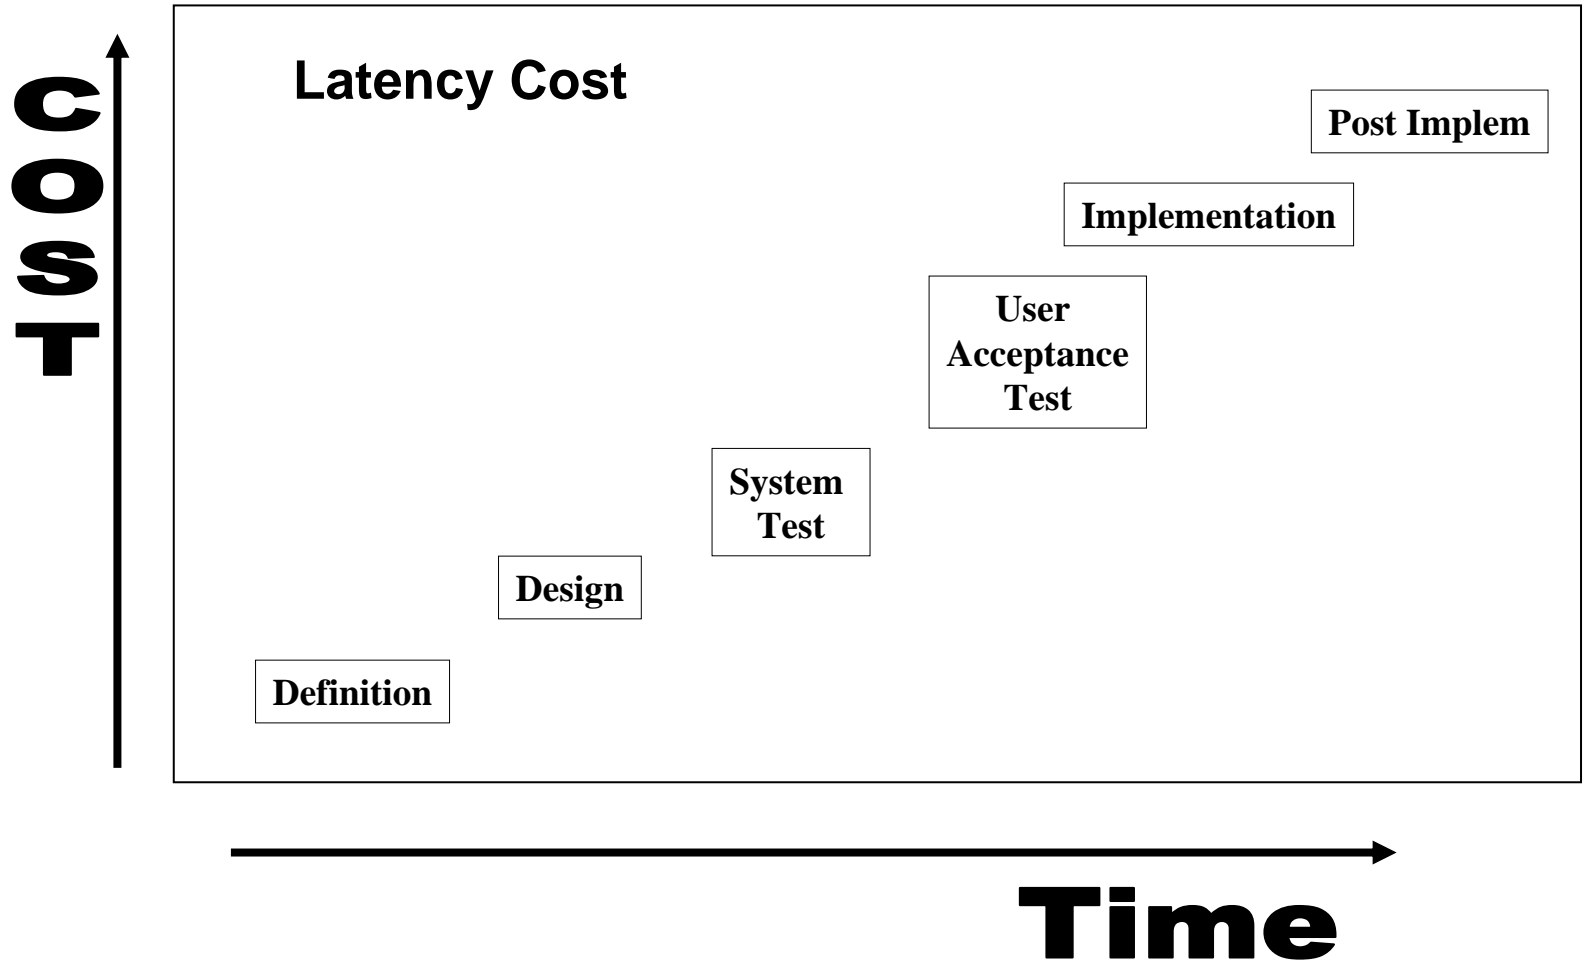 COST
Latency Cost
Post Implem
Implementation
User
Acceptance
Test
System
Test
Design
Definition
Time